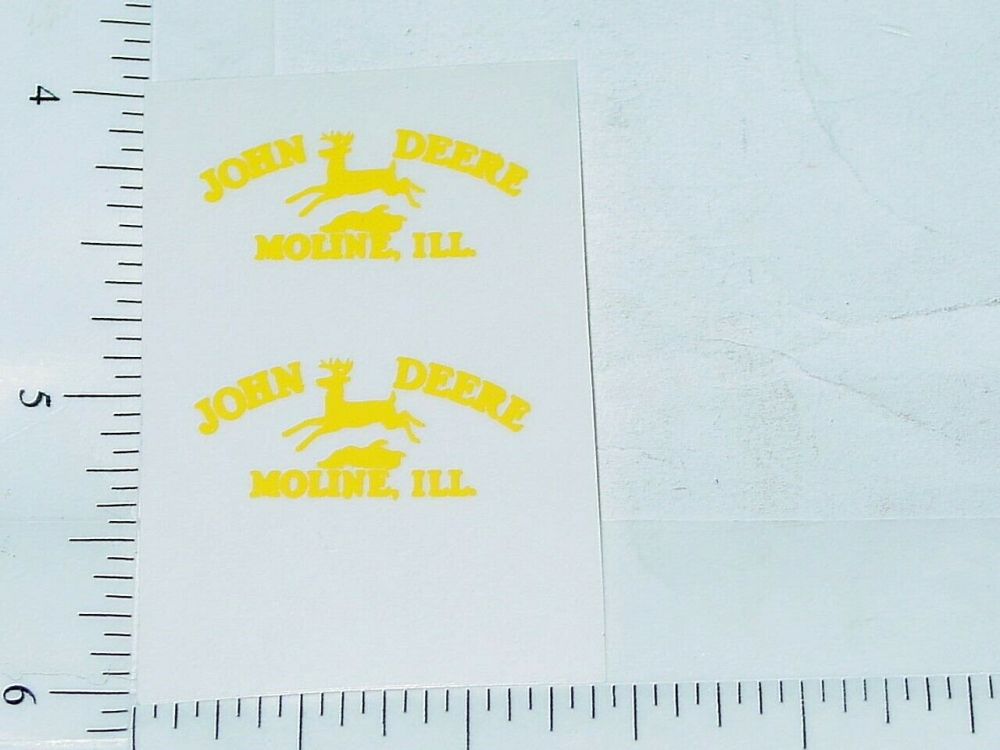 4
JOHN DEERE
MOLINE, ILL.
5
JOHN DEERE
MOLINE, ILL.
6